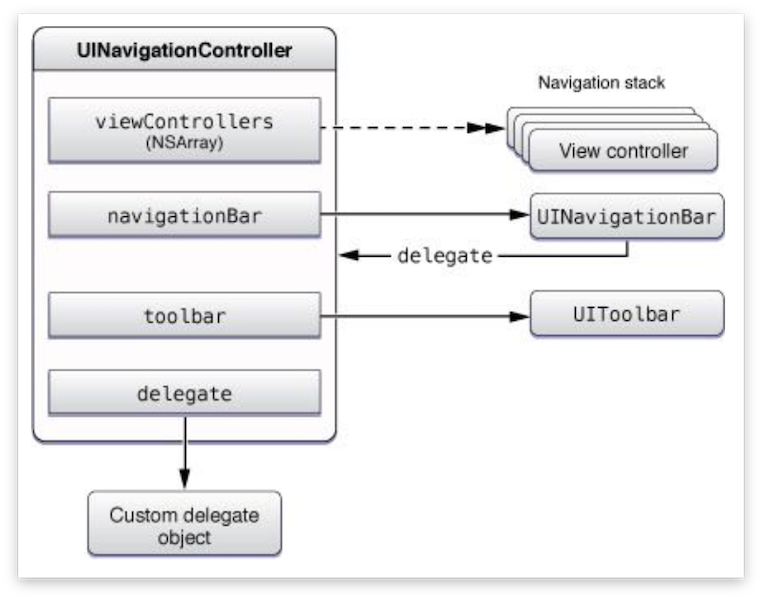 UINavigationController
Navigation stack
viewControllers
(NSArray)
View controller
navigationBar
UINavigationBar
delegate
toolbar
UIToolbar
delegate
Custom delegate
object